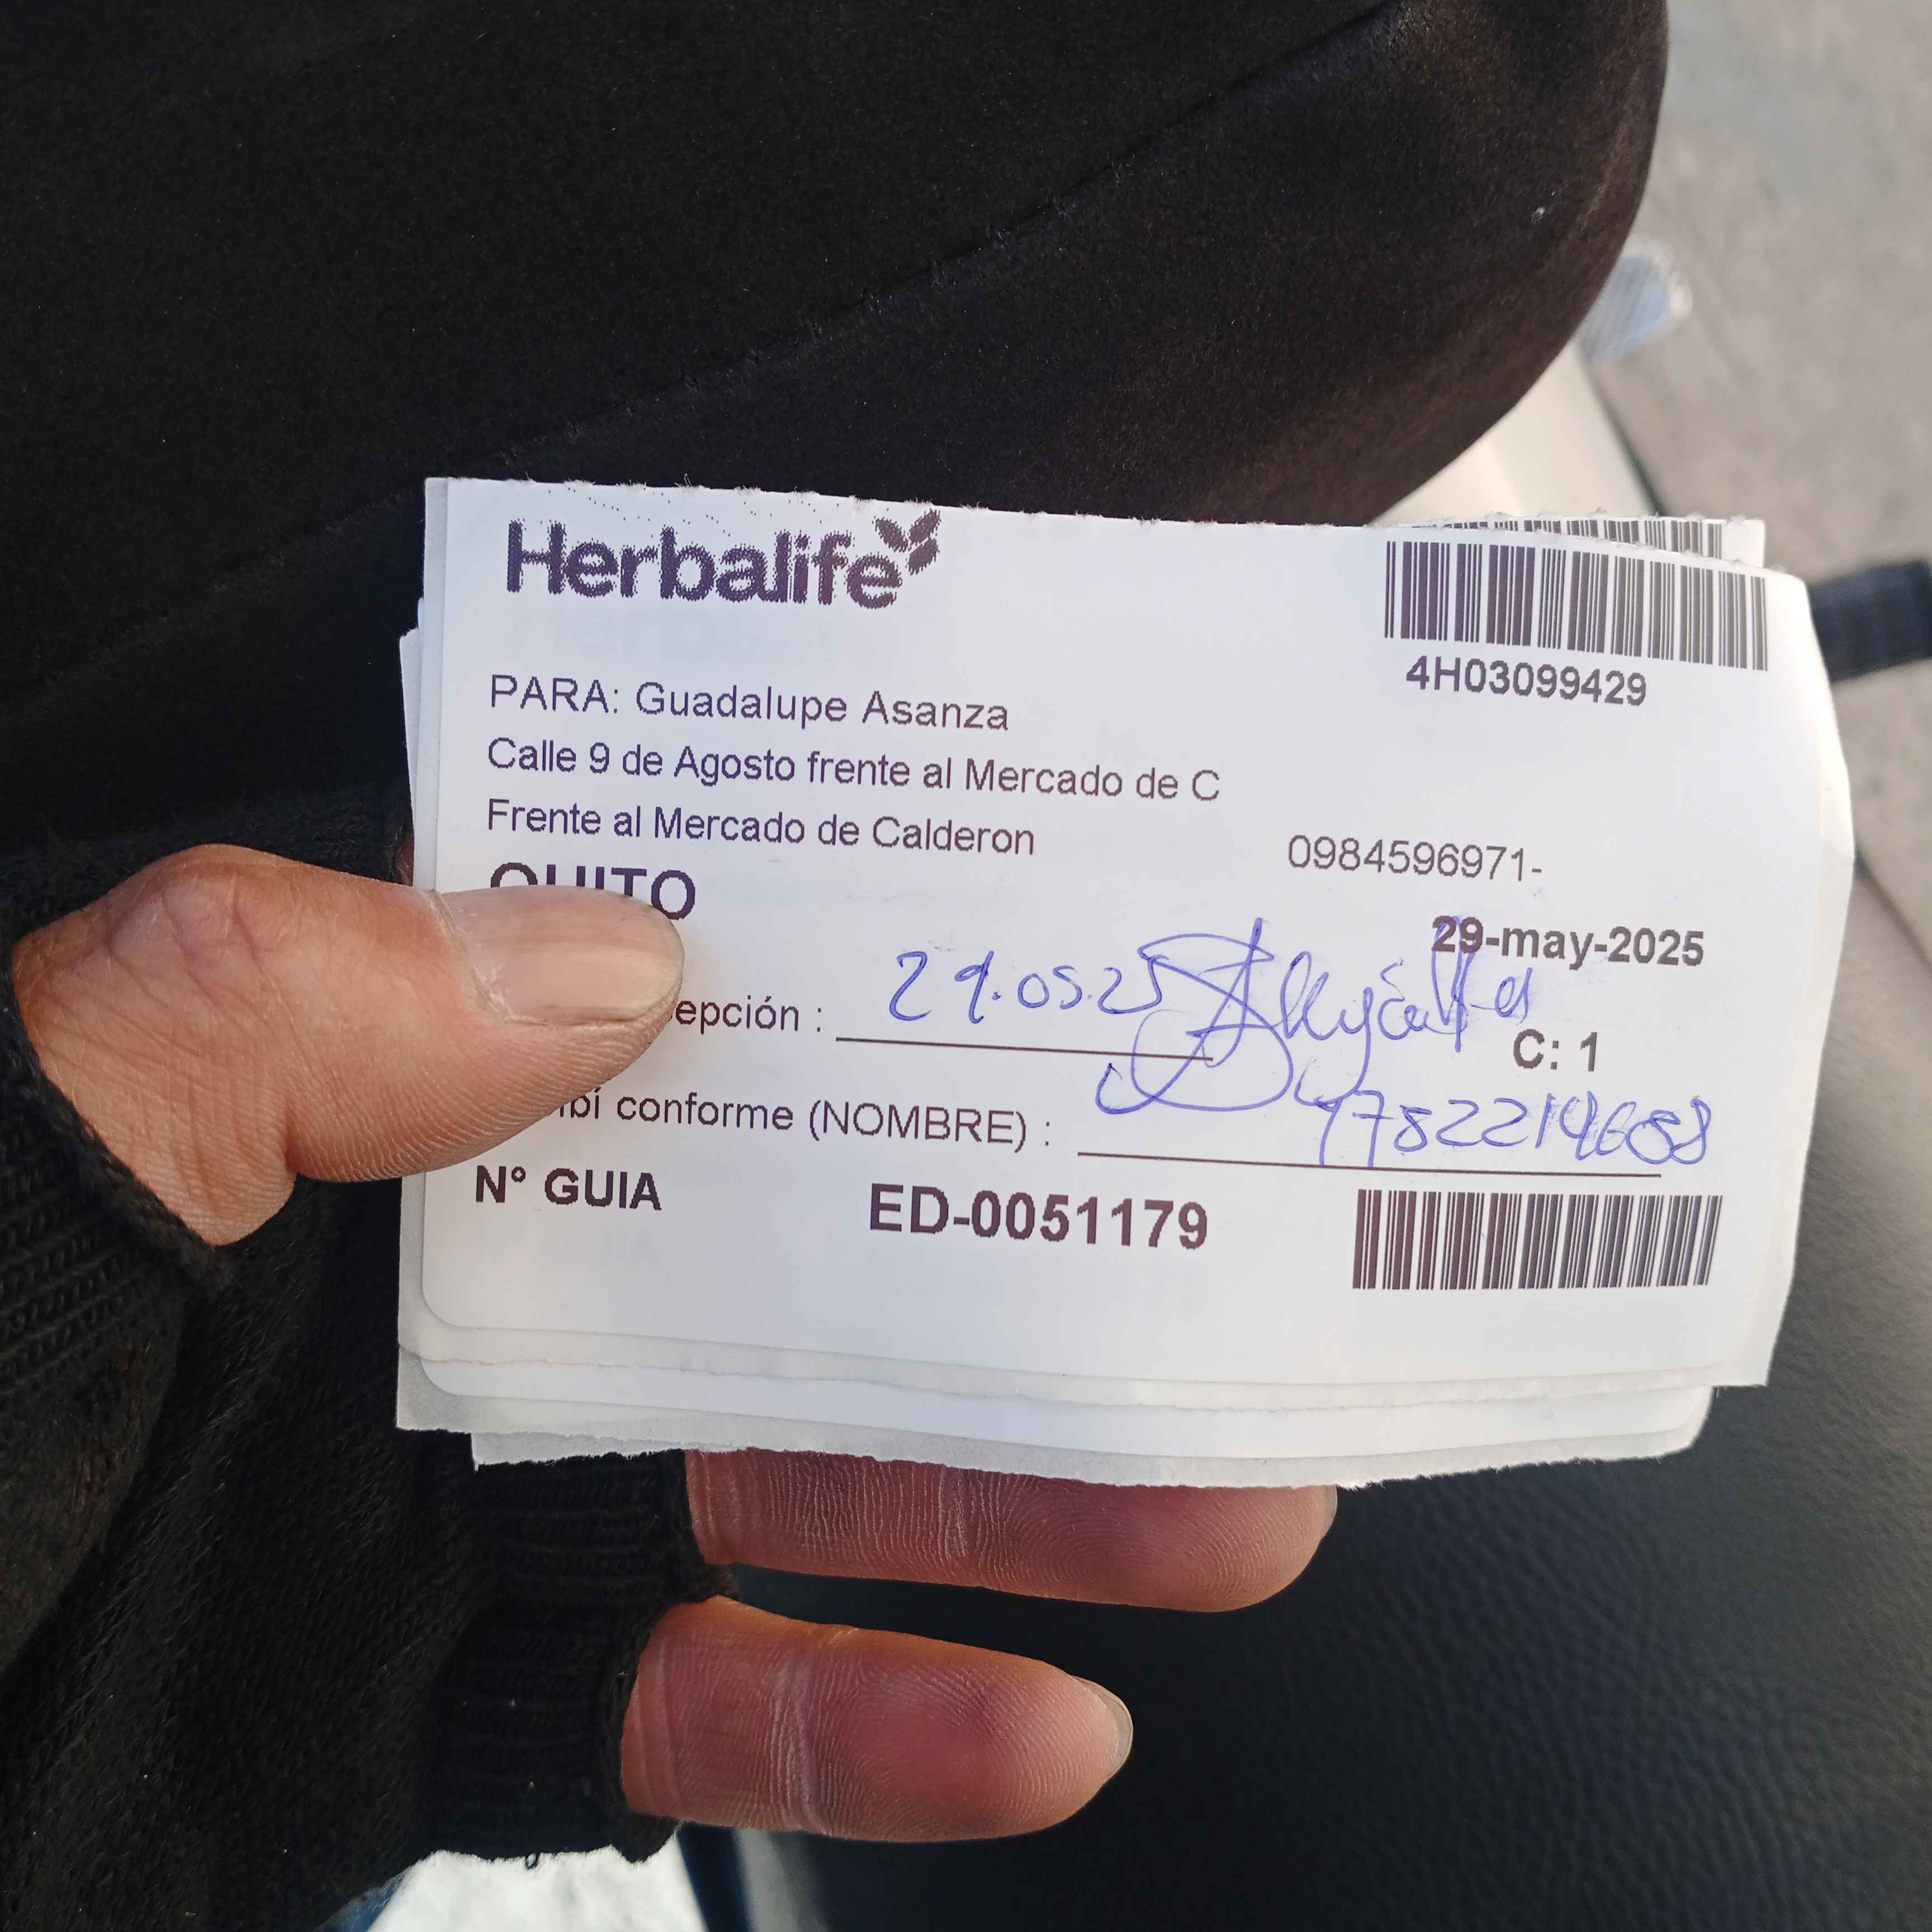 Herbalife
4H03099429
PARA: Guadalupe Asanza
Calle 9 de Agosto frente al Mercado de C
Frente al Mercado de Calderon
0984596971-
QUITO
29-may-2025
epción : 29.05.25
C: 1
ibí conforme (NOMBRE) :
N° GUIA ED-0051179